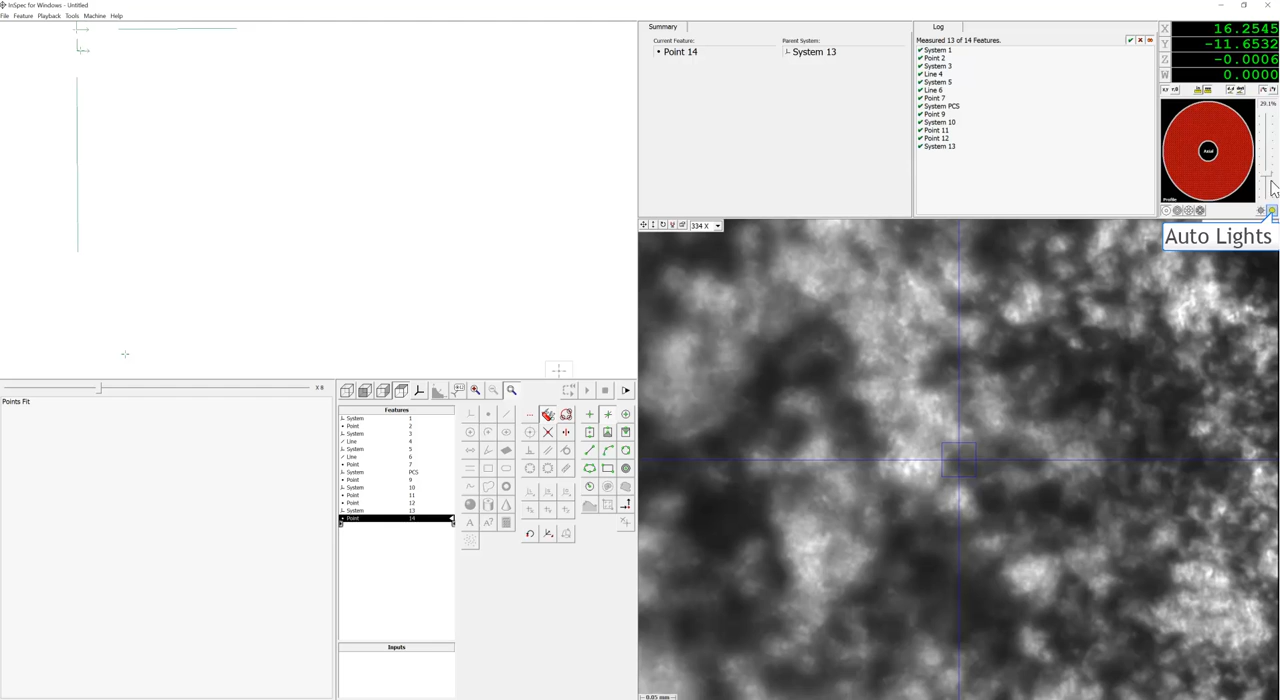 InSpec for Windows - Untitled
File Feature Playback Tools Machine Help
Summary
Current Feature:
Point 14
Parent System:
System 13
Log
Measured 13 of 14 Features.
System 1
Point 2
System 3
Line 4
System 5
Line 6
Point 7
System PCS
Point 9
System 10
Point 11
Point 12
System 13
X 16.2545
Y -11.6532
Z -0.0006
W 0.0000
29.1%
Axial
Profile
Auto Lights
334 X
0.05 mm
X 8
Points Fit
Features
System 1
Point 2
System 3
Line 4
System 5
Line 6
Point 7
System PCS
Point 9
System 10
Point 11
Point 12
System 13
Point 14
Inputs